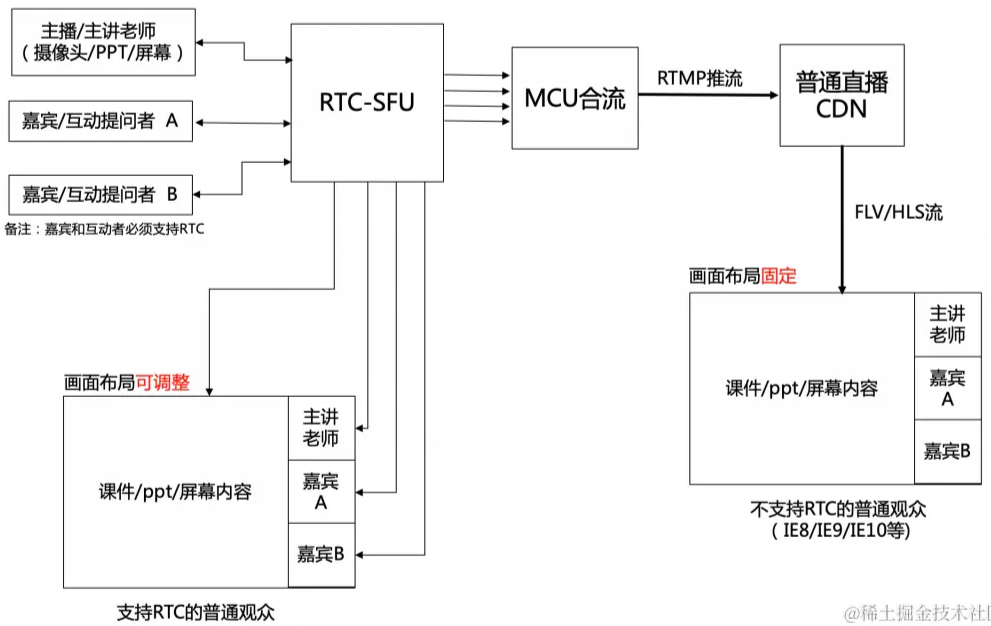 主播/主讲老师
（摄像头/PPT/屏幕）
嘉宾/互动提问者 A
嘉宾/互动提问者 B
备注：嘉宾和互动者必须支持RTC
RTC-SFU
MCU合流
RTMP推流
普通直播
CDN
FLV/HLS流
画面布局固定
课件/ppt/屏幕内容
主讲
老师
嘉宾
A
嘉宾B
不支持RTC的普通观众
（IE8/IE9/IE10等)
画面布局可调整
课件/ppt/屏幕内容
主讲
老师
嘉宾
A
嘉宾B
支持RTC的普通观众
@稀土掘金技术社